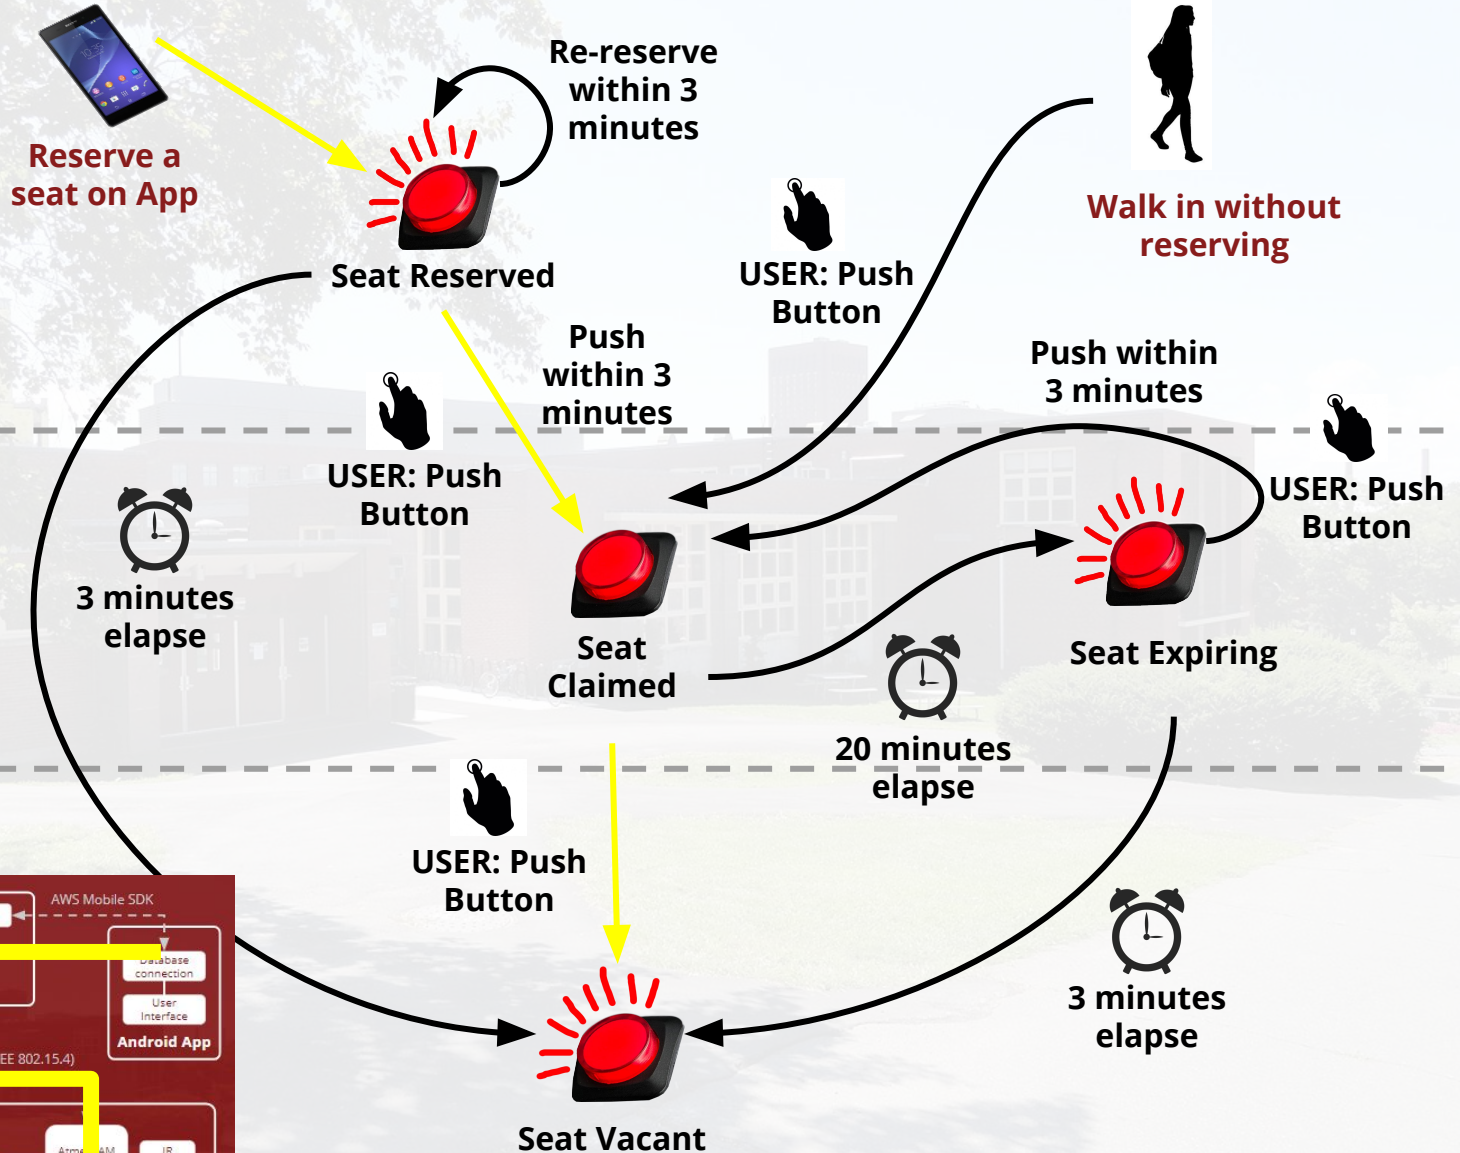 Re-reserve
within 3
minutes
Reserve a
seat on App
Walk in without
reserving
USER: Push
Button
Seat Reserved
Push
within 3
minutes
Push within
3 minutes
USER: Push
Button
USER: Push
Button
3 minutes
elapse
Seat
Claimed
Seat Expiring
20 minutes
elapse
USER: Push
Button
3 minutes
elapse
AWS Mobile SDK
Database
connection
User
Interface
Android App
802.15.4)
IR
Seat Vacant